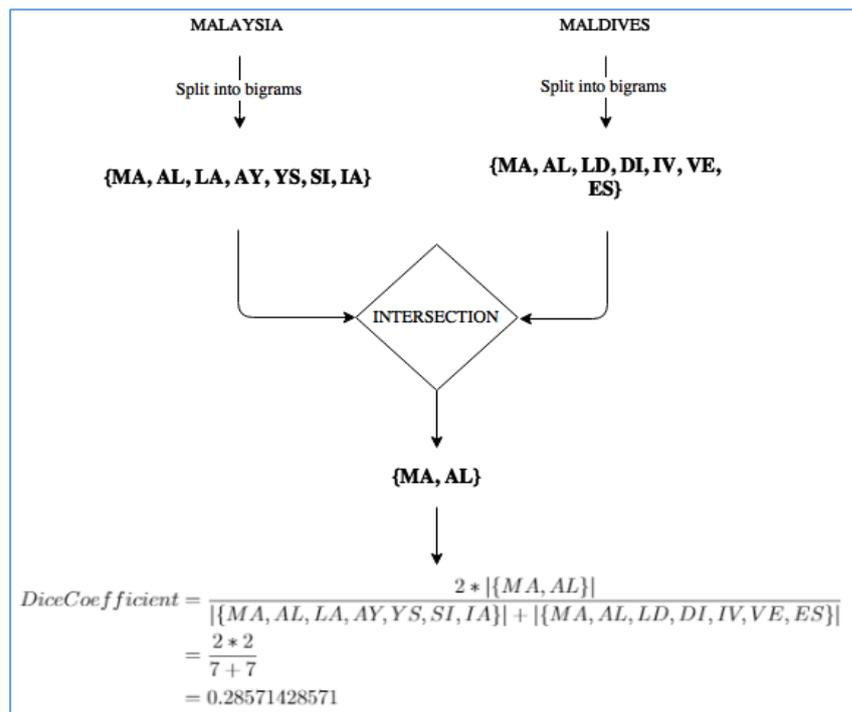 MALAYSIA
MALDIVES
Split into bigrams
Split into bigrams
{MA, AL, LA, AY, YS, SI, IA}
{MA, AL, LD, DI, IV, VE,
ES}
INTERSECTION
{MA, AL}
2 * |{MA, AL}|
DiceCoefficient =
|{MA, AL, LA, AY, YS, SI, IA}| + |{MA, AL, LD, DI, IV, VE, ES}|
2 * 2
=
7 + 7
= 0.28571428571